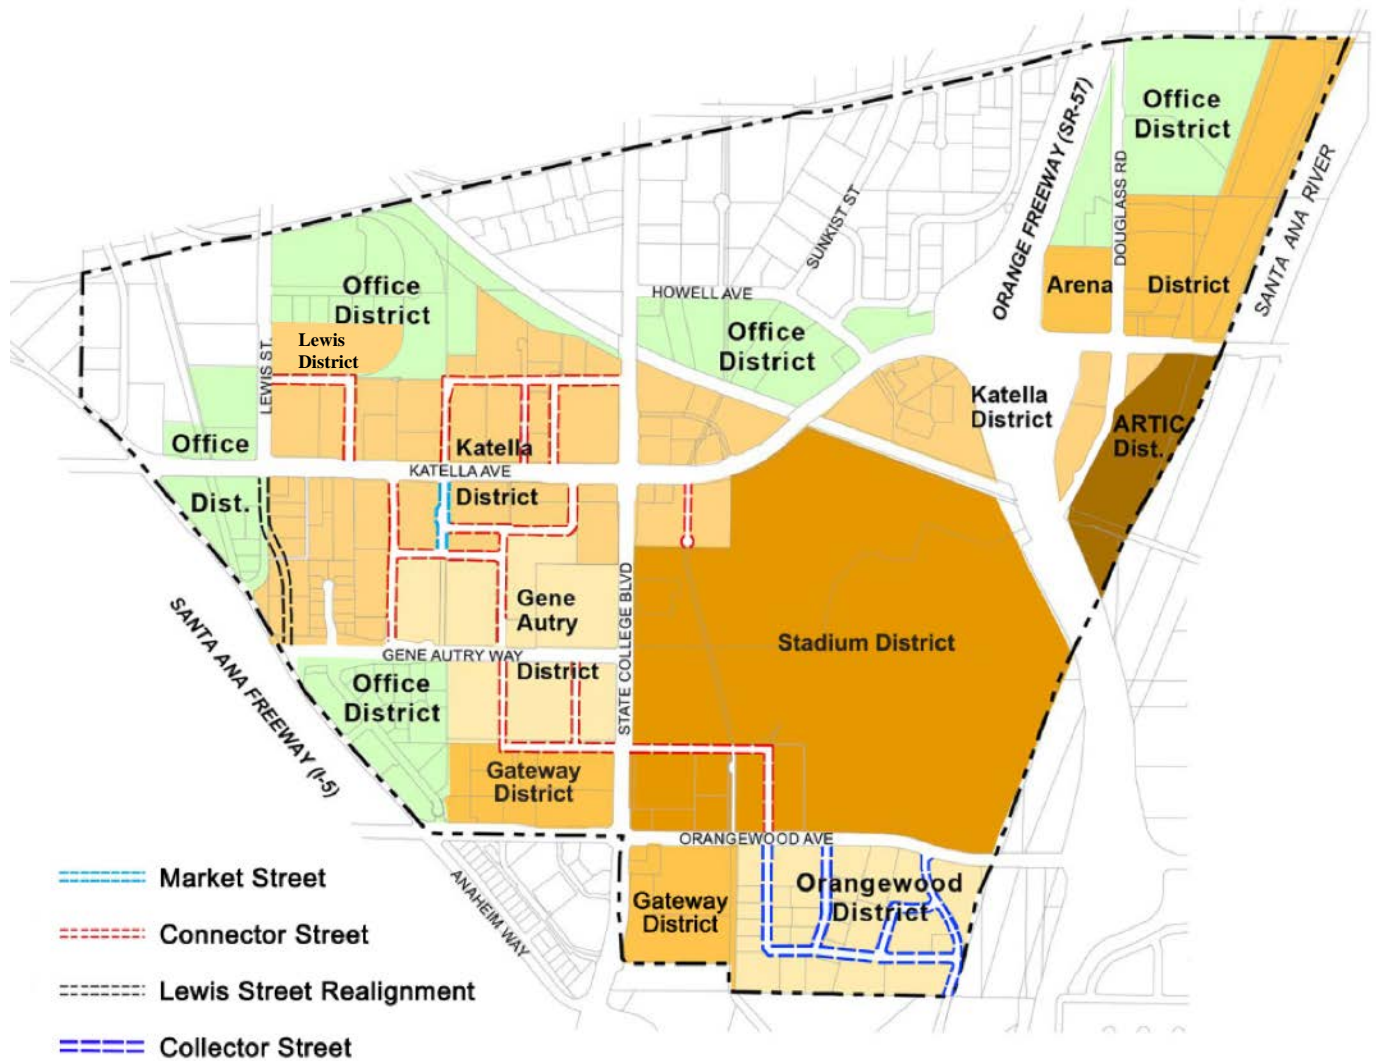 Office
District
ORANGE FREEWAY (SR-57)
DOUGLASS RD
SANTA ANA RIVER
SUNKIST ST
Arena
District
HOWELL AVE
Office
District
Office
District
Lewis
District
LEWIS ST.
Katella
District
ARTIC
Dist.
Office
Dist.
Katella
KATELLA AVE
District
STATE COLLEGE BLVD
Gene
Autry
District
GENE AUTRY WAY
Stadium District
SANTA ANA FREEWAY (I-5)
Office
District
Gateway
District
ORANGEWOOD AVE
ANAHEIM WAY
Gateway
District
Orangewood
District
Market Street
Connector Street
Lewis Street Realignment
Collector Street